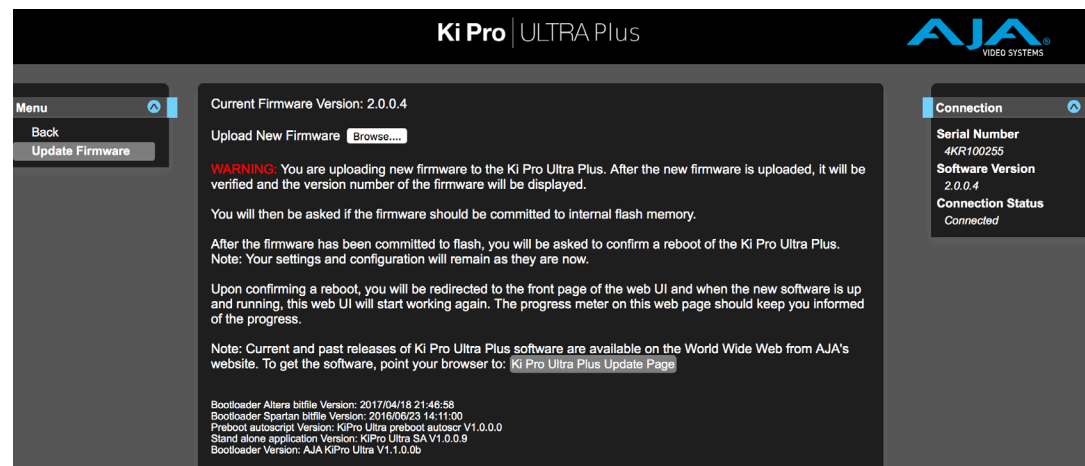 Ki Pro ULTRA Plus
AJA®
VIDEO SYSTEMS
Menu
Back
Update Firmware
Current Firmware Version: 2.0.0.4
Upload New Firmware Browse....
WARNING: You are uploading new firmware to the Ki Pro Ultra Plus. After the new firmware is uploaded, it will be
verified and the version number of the firmware will be displayed.
You will then be asked if the firmware should be committed to internal flash memory.
After the firmware has been committed to flash, you will be asked to confirm a reboot of the Ki Pro Ultra Plus.
Note: Your settings and configuration will remain as they are now.
Upon confirming a reboot, you will be redirected to the front page of the web UI and when the new software is up
and running, this web UI will start working again. The progress meter on this web page should keep you informed
of the progress.
Note: Current and past releases of Ki Pro Ultra Plus software are available on the World Wide Web from AJA's
website. To get the software, point your browser to: Ki Pro Ultra Plus Update Page
Bootloader Altera bitfile Version: 2017/04/18 21:46:58
Bootloader Spartan bitfile Version: 2016/06/23 14:11:00
Preboot autoscript Version: KiPro Ultra preboot autoscr V1.0.0.0
Stand alone application Version: KiPro Ultra SA V1.0.0.9
Bootloader Version: AJA KiPro Ultra V1.1.0.0b
Connection
Serial Number
4KR100255
Software Version
2.0.0.4
Connection Status
Connected